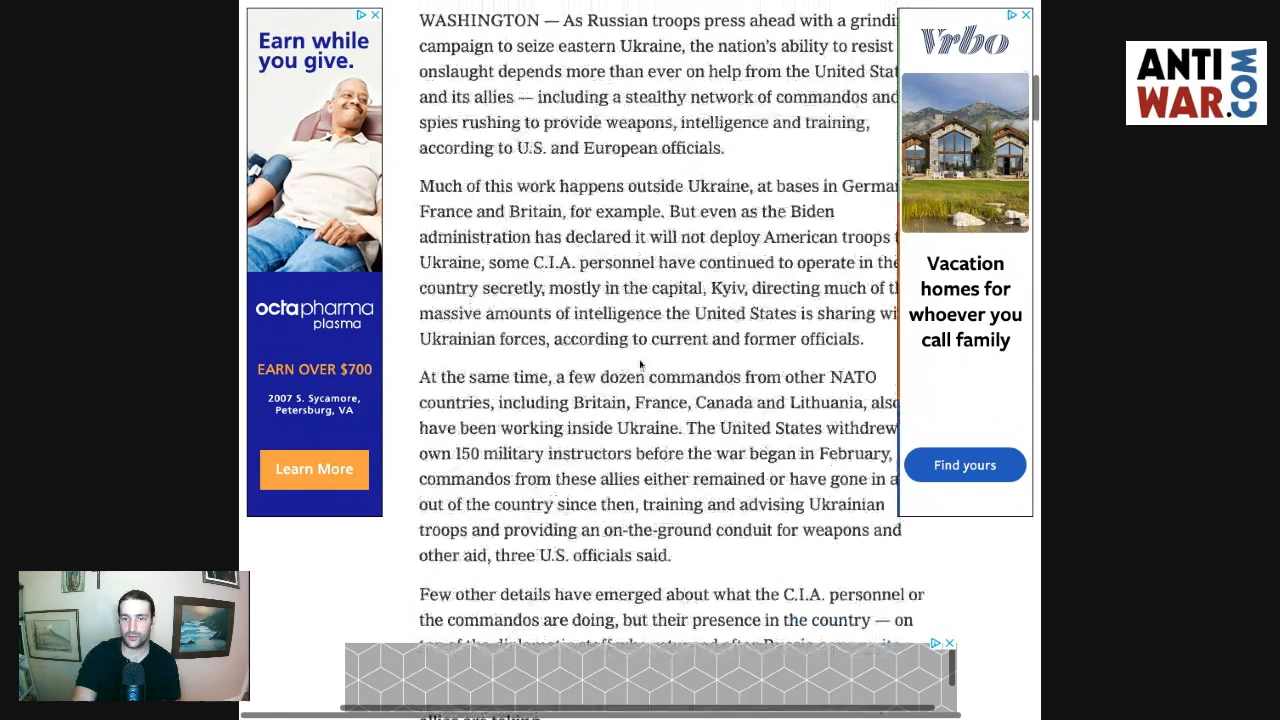 Earn while
you give.
octapharma
plasma
EARN OVER $700
2007 S. Sycamore,
Petersburg, VA
Learn More
WASHINGTON — As Russian troops press ahead with a grindi
campaign to seize eastern Ukraine, the nation's ability to resist
onslaught depends more than ever on help from the United Stat
and its allies — including a stealthy network of commandos and
spies rushing to provide weapons, intelligence and training,
according to U.S. and European officials.
Much of this work happens outside Ukraine, at bases in German
France and Britain, for example. But even as the Biden
administration has declared it will not deploy American troops t
Ukraine, some C.I.A. personnel have continued to operate in the
country secretly, mostly in the capital, Kyiv, directing much of th
massive amounts of intelligence the United States is sharing wi
Ukrainian forces, according to current and former officials.
At the same time, a few dozen commandos from other NATO
countries, including Britain, France, Canada and Lithuania, also
have been working inside Ukraine. The United States withdrew
own 150 military instructors before the war began in February,
commandos from these allies either remained or have gone in a
out of the country since then, training and advising Ukrainian
troops and providing an on-the-ground conduit for weapons and
other aid, three U.S. officials said.
Few other details have emerged about what the C.I.A. personnel or
the commandos are doing, but their presence in the country — on
allies are taking
Vrbo
Vacation
homes for
whoever you
call family
Find yours
ANTI
WAR.COM